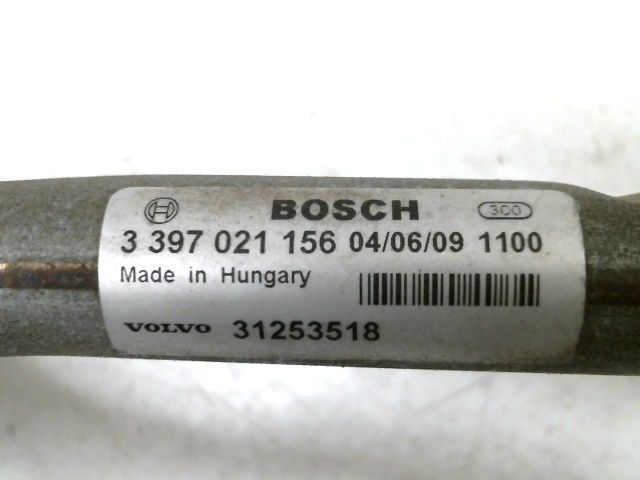 BOSCH 300
3 397 021 156 04/06/09 1100
Made in Hungary
VOLVO 31253518